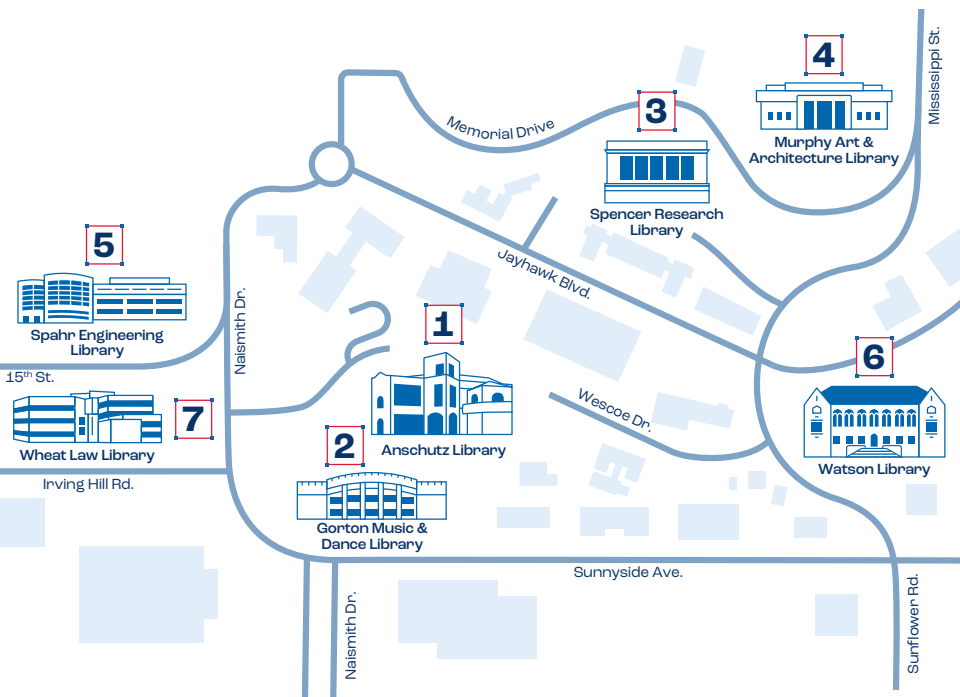 Mississippi St.
4
Memorial Drive
3
Murphy Art &
Architecture Library
Spencer Research
Library
5
Jayhawk Blvd.
Naismith Dr.
1
Spahr Engineering
Library
6
15th St.
7
Wescoe Dr.
2
Wheat Law Library
Anschutz Library
Watson Library
Irving Hill Rd.
Gorton Music &
Dance Library
Sunnyside Ave.
Naismith Dr.
Sunflower Rd.